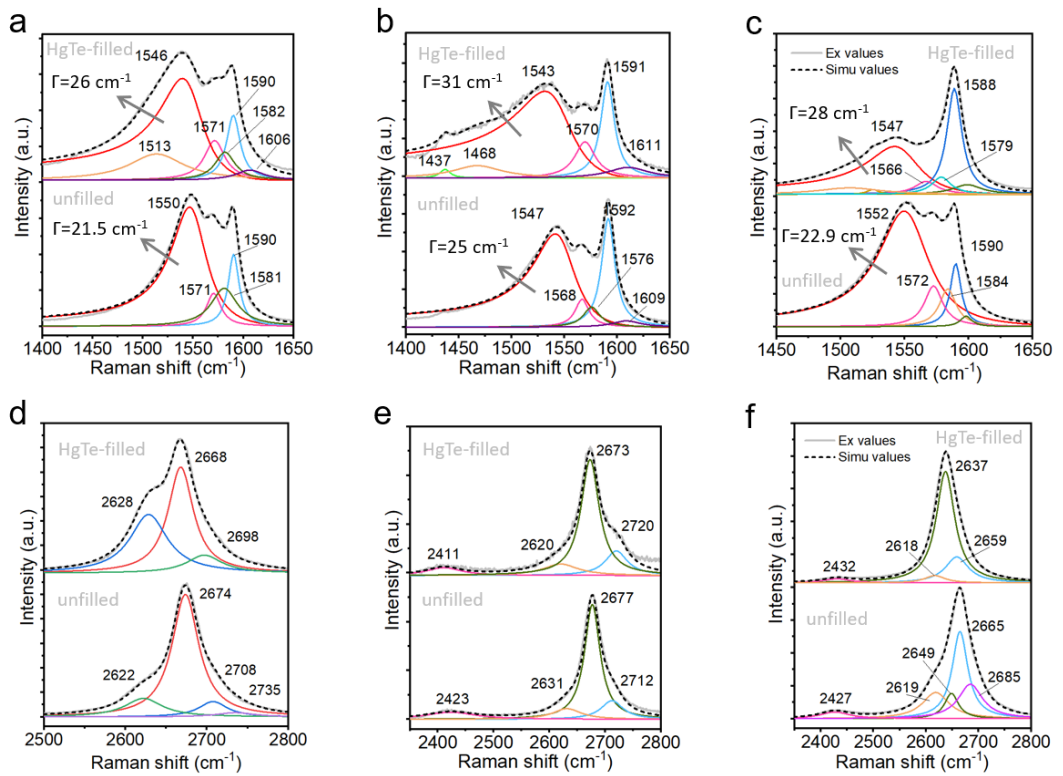 a
HgTe-filled
1546
Γ=26 cm⁻¹
1590
1582
1571
1606
1513
unfilled
1550
Γ=21.5 cm⁻¹
1590
1581
1571
Intensity (a.u.)
1400 1450 1500 1550 1600 1650
Raman shift (cm⁻¹)
b
HgTe-filled
1543
1591
Γ=31 cm⁻¹
1570
1437
1468
1611
unfilled
1547
1592
Γ=25 cm⁻¹
1576
1568
1609
Intensity (a.u.)
1400 1450 1500 1550 1600 1650
Raman shift (cm⁻¹)
c
Ex values
Simu values
HgTe-filled
1588
Γ=28 cm⁻¹
1547
1579
1566
1552
Γ=22.9 cm⁻¹
1590
1572
1584
unfilled
Intensity (a.u.)
1450 1500 1550 1600 1650
Raman shift (cm⁻¹)
d
HgTe-filled
2668
2628
2698
unfilled
2674
2622
2708
2735
Intensity (a.u.)
2500 2600 2700 2800
Raman shift (cm⁻¹)
e
HgTe-filled
2673
2720
2620
2411
unfilled
2677
2631
2712
2423
Intensity (a.u.)
2400 2500 2600 2700 2800
Raman shift (cm⁻¹)
f
Ex values
Simu values
HgTe-filled
2637
2618
2659
2432
unfilled
2665
2649
2619
2685
2427
Intensity (a.u.)
2400 2500 2600 2700 2800
Raman shift (cm⁻¹)